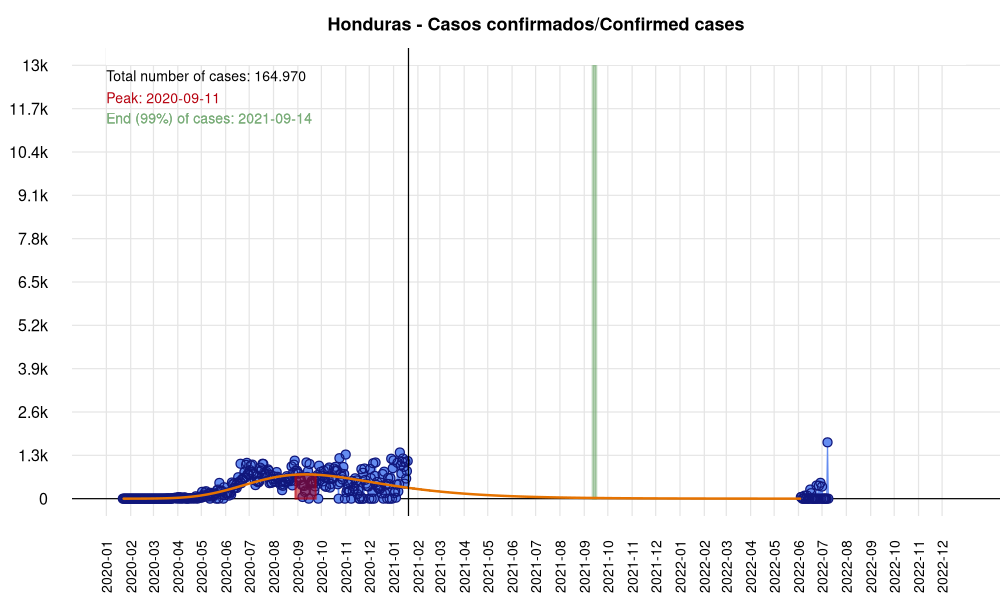 Honduras - Casos confirmados/Confirmed cases
Total number of cases: 164.970
Peak: 2020-09-11
End (99%) of cases: 2021-09-14
13k
11.7k
10.4k
9.1k
7.8k
6.5k
5.2k
3.9k
2.6k
1.3k
0
2020-01
2020-02
2020-03
2020-04
2020-05
2020-06
2020-07
2020-08
2020-09
2020-10
2020-11
2020-12
2021-01
2021-02
2021-03
2021-04
2021-05
2021-06
2021-07
2021-08
2021-09
2021-10
2021-11
2021-12
2022-01
2022-02
2022-03
2022-04
2022-05
2022-06
2022-07
2022-08
2022-09
2022-10
2022-11
2022-12